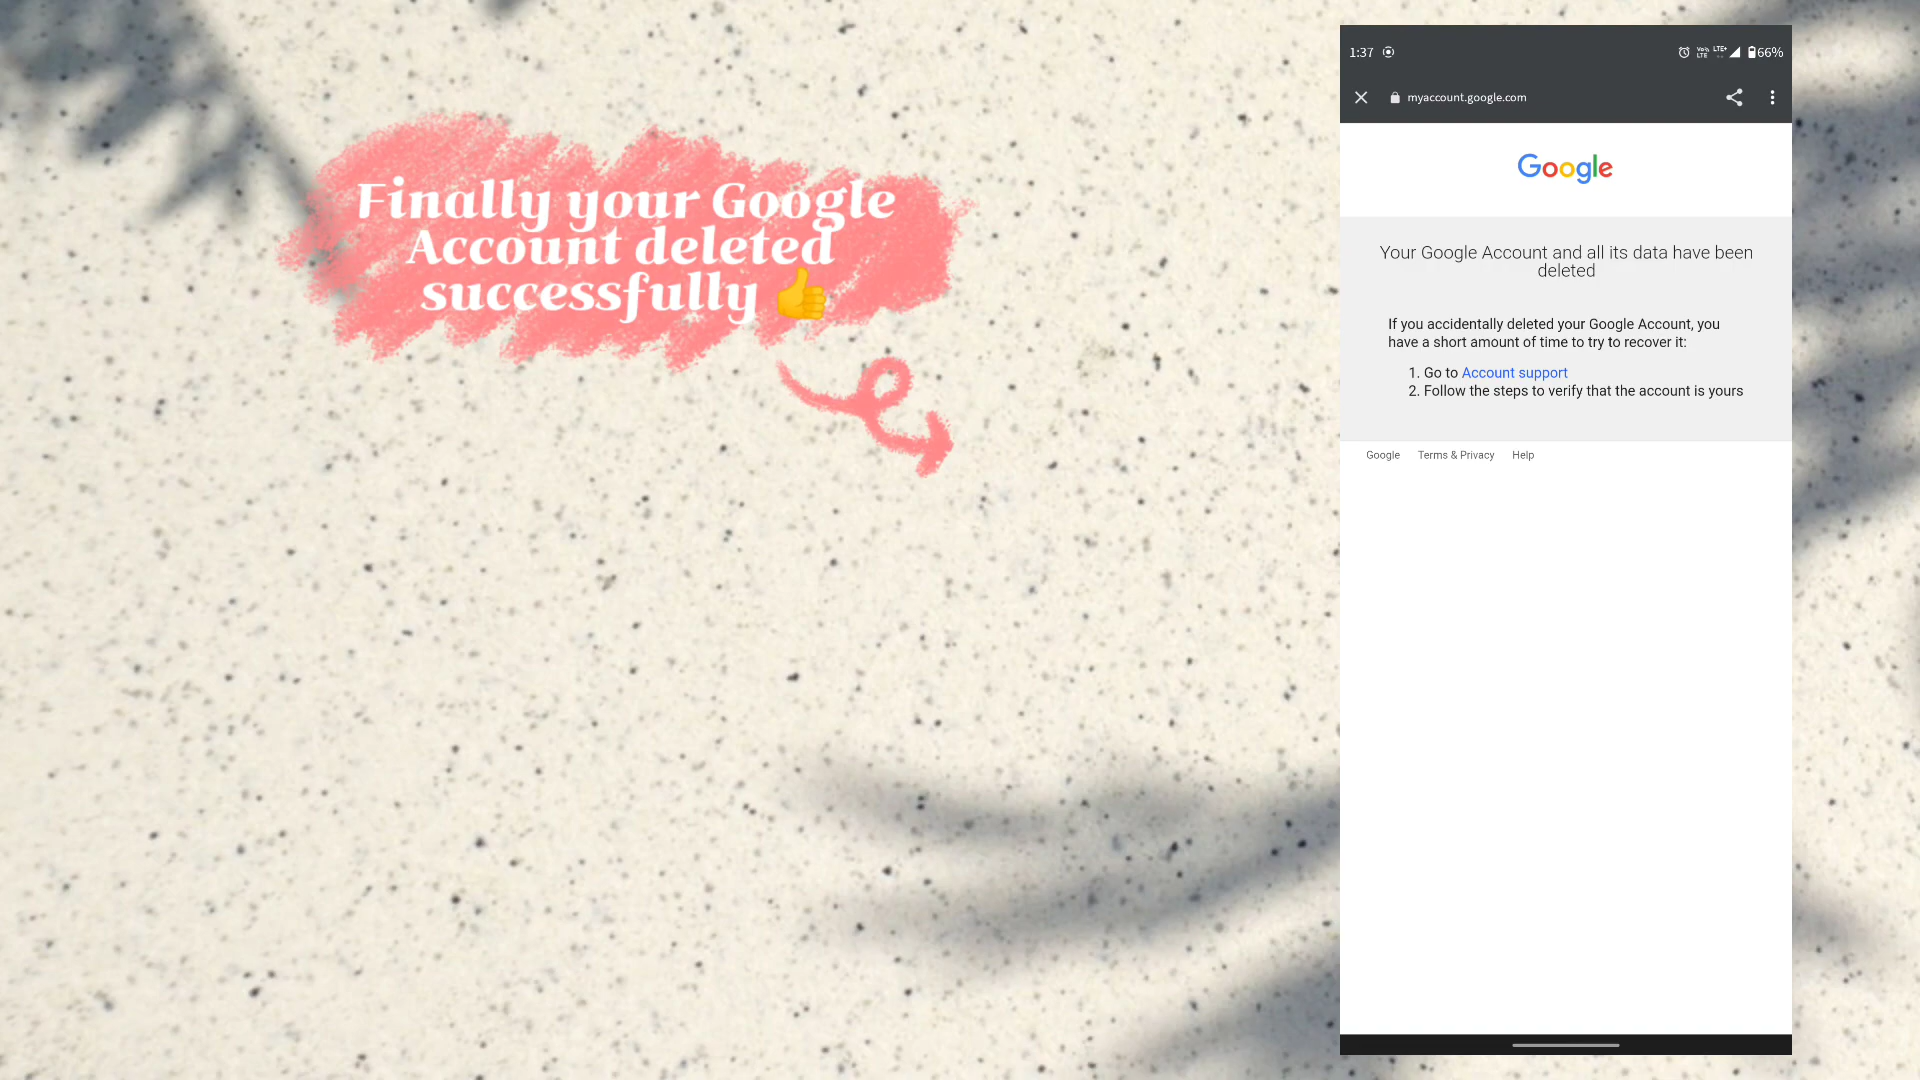 Finally your Google
Account deleted
successfully 👍
1:37
66%
myaccount.google.com
Google
Your Google Account and all its data have been
deleted
If you accidentally deleted your Google Account, you
have a short amount of time to try to recover it:
1. Go to Account support
2. Follow the steps to verify that the account is yours
Google Terms & Privacy Help